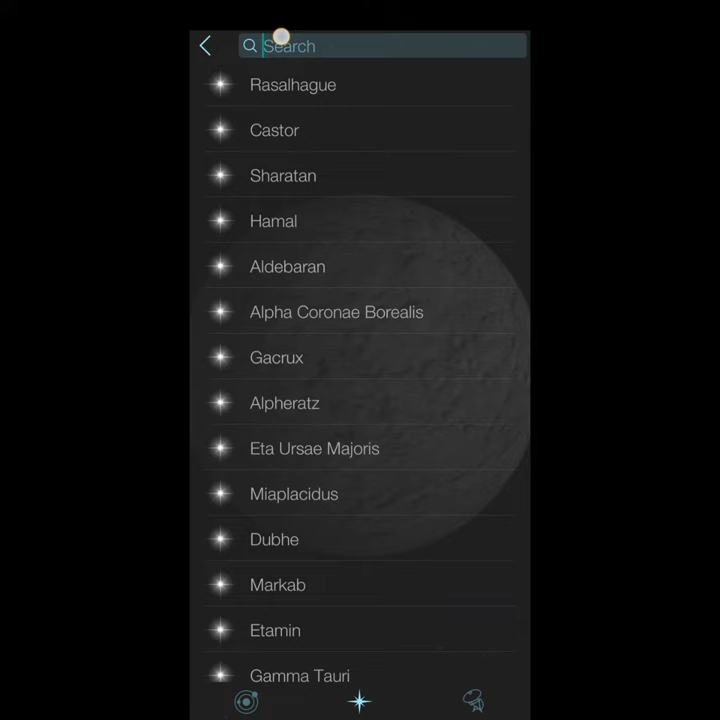 Search
Rasalhague
Castor
Sharatan
Hamal
Aldebaran
Alpha Coronae Borealis
Gacrux
Alpheratz
Eta Ursae Majoris
Miaplacidus
Dubhe
Markab
Etamin
Gamma Tauri